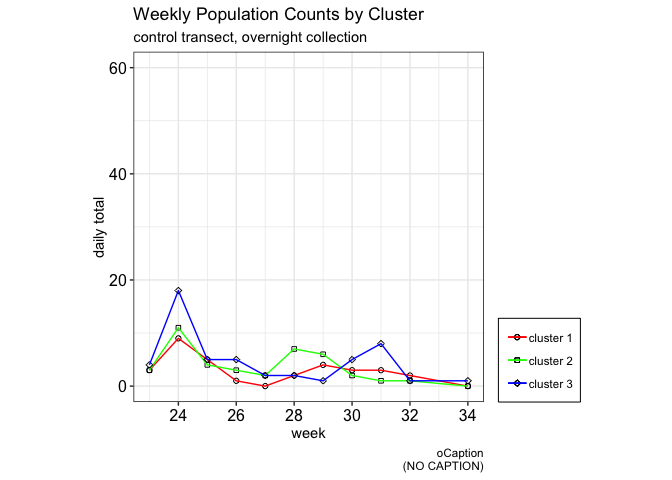 Weekly Population Counts by Cluster
control transect, overnight collection
60
40
20
0
daily total
24 26 28 30 32 34
week
cluster 1
cluster 2
cluster 3
oCaption
(NO CAPTION)